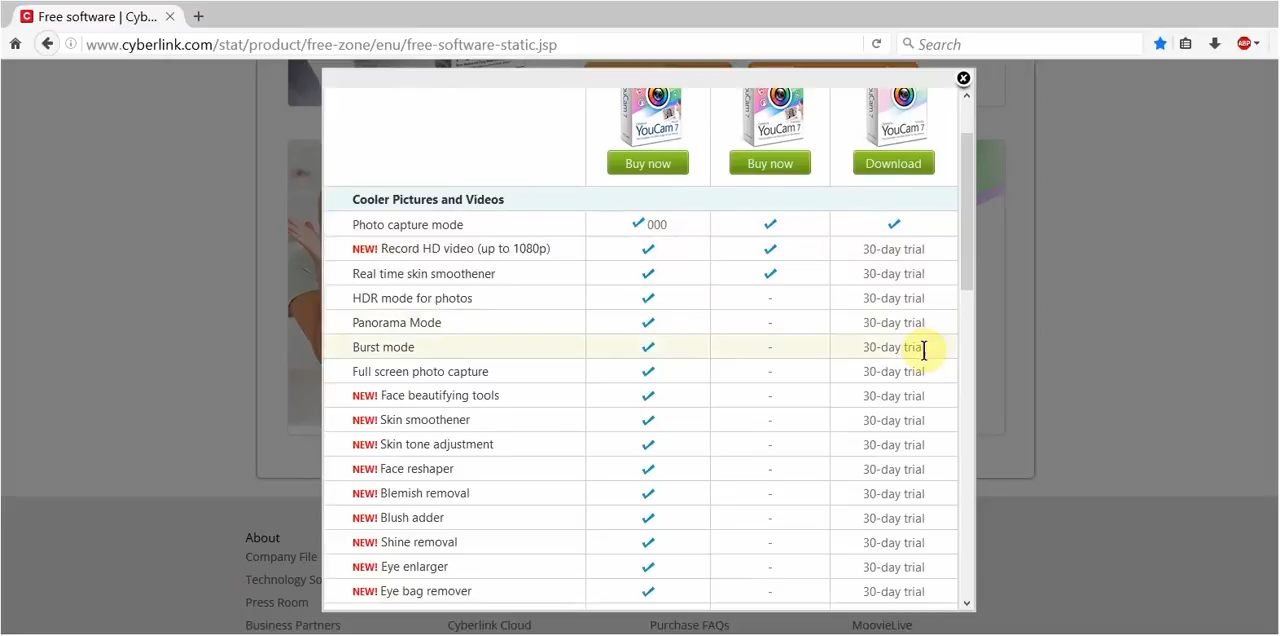 Free software | Cyb...
www.cyberlink.com/stat/product/free-zone/enu/free-software-static.jsp
Search
ABP
YouCam 7
YouCam 7
YouCam 7
Buy now
Buy now
Download
Cooler Pictures and Videos
Photo capture mode 000
NEW! Record HD video (up to 1080p) 30-day trial
Real time skin smoothener 30-day trial
HDR mode for photos - 30-day trial
Panorama Mode - 30-day trial
Burst mode - 30-day trial
Full screen photo capture - 30-day trial
NEW! Face beautifying tools - 30-day trial
NEW! Skin smoothener - 30-day trial
NEW! Skin tone adjustment - 30-day trial
NEW! Face reshaper - 30-day trial
NEW! Blemish removal - 30-day trial
NEW! Blush adder - 30-day trial
NEW! Shine removal - 30-day trial
NEW! Eye enlarger - 30-day trial
NEW! Eye bag remover - 30-day trial
About
Company File
Technology So
Press Room
Business Partners
Cyberlink Cloud
Purchase FAQs
MoovieLive